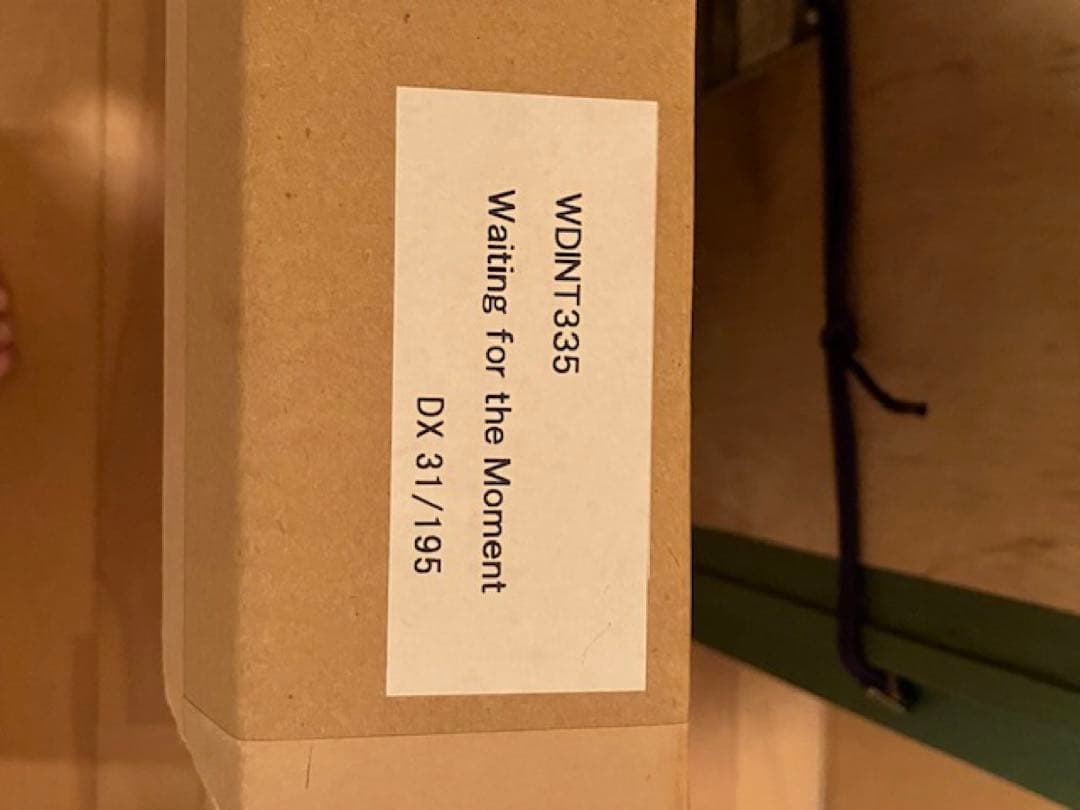 WDINT335
Waiting for the Moment
DX 31/195